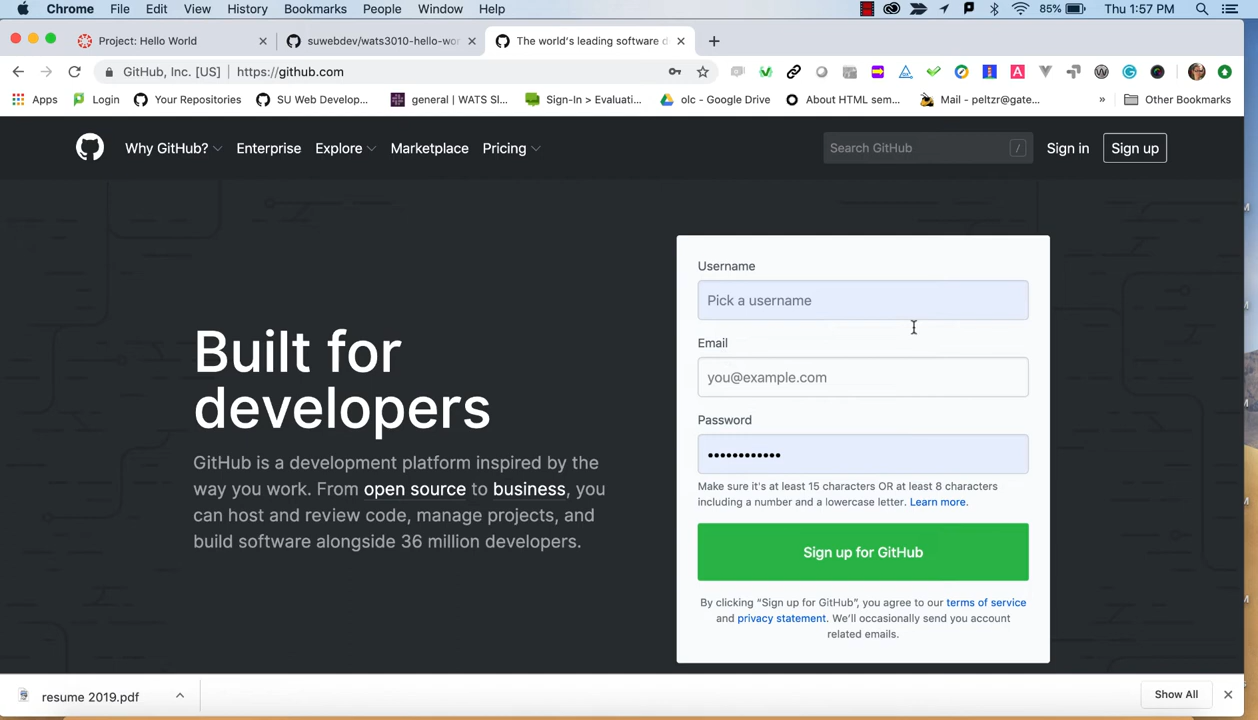 Chrome File Edit View History Bookmarks People Window Help 85% Thu 1:57 PM
Project: Hello World
suwebdev/wats3010-hello-wor
The world's leading software d
GitHub, Inc. [US] https://github.com
Apps Login Your Repositories SU Web Develop... general | WATS Sl... Sign-In > Evaluati... olc - Google Drive About HTML sem... Mail - peltzr@gate... » Other Bookmarks
Why GitHub? Enterprise Explore Marketplace Pricing Search GitHub / Sign in Sign up
Username
Pick a username
Email
you@example.com
Password
••••••••••••
Make sure it's at least 15 characters OR at least 8 characters
including a number and a lowercase letter. Learn more.
Sign up for GitHub
By clicking “Sign up for GitHub”, you agree to our terms of service
and privacy statement. We’ll occasionally send you account
related emails.
Built for
developers
GitHub is a development platform inspired by the
way you work. From open source to business, you
can host and review code, manage projects, and
build software alongside 36 million developers.
resume 2019.pdf
Show All